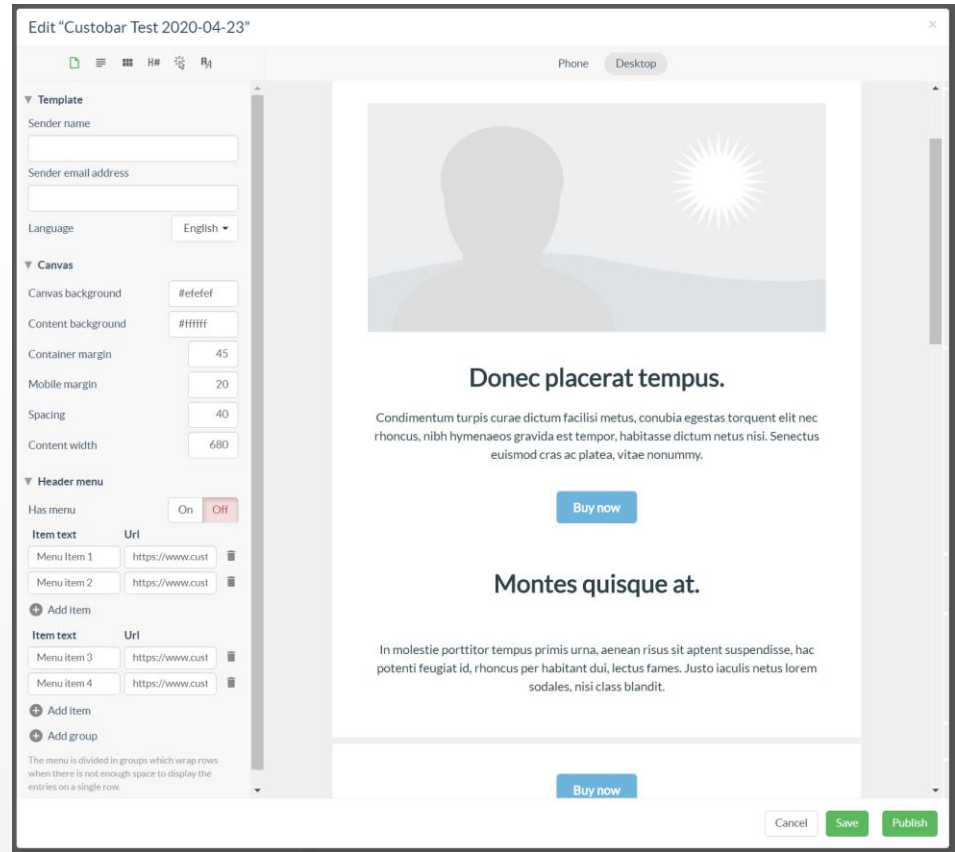 Edit “Custobar Test 2020-04-23”
×
H#
Phone Desktop
Template
Sender name
Sender email address
Language English
Canvas
Canvas background #efefef
Content background #ffffff
Container margin 45
Mobile margin 20
Spacing 40
Content width 680
Header menu
Has menu On Off
Item text Url
Menu Item 1 https://www.cust
Menu item 2 https://www.cust
Add item
Item text Url
Menu item 3 https://www.cust
Menu item 4 https://www.cust
Add item
Add group
The menu is divided in groups which wrap rows
when there is not enough space to display the
entries on a single row.
Donec placerat tempus.
Condimentum turpis curae dictum facilisi metus, conubia egestas torquent elit nec
rhoncus, nibh hymenaeos gravida est tempor, habitasse dictum netus nisi. Senectus
euismod cras ac platea, vitae nonummy.
Buy now
Montes quisque at.
In molestie porttitor tempus primis urna, aenean risus sit aptent suspendisse, hac
potenti feugiat id, rhoncus per habitant dui, lectus fames. Justo iaculis netus lorem
sodales, nisi class blandit.
Buy now
Cancel Save Publish